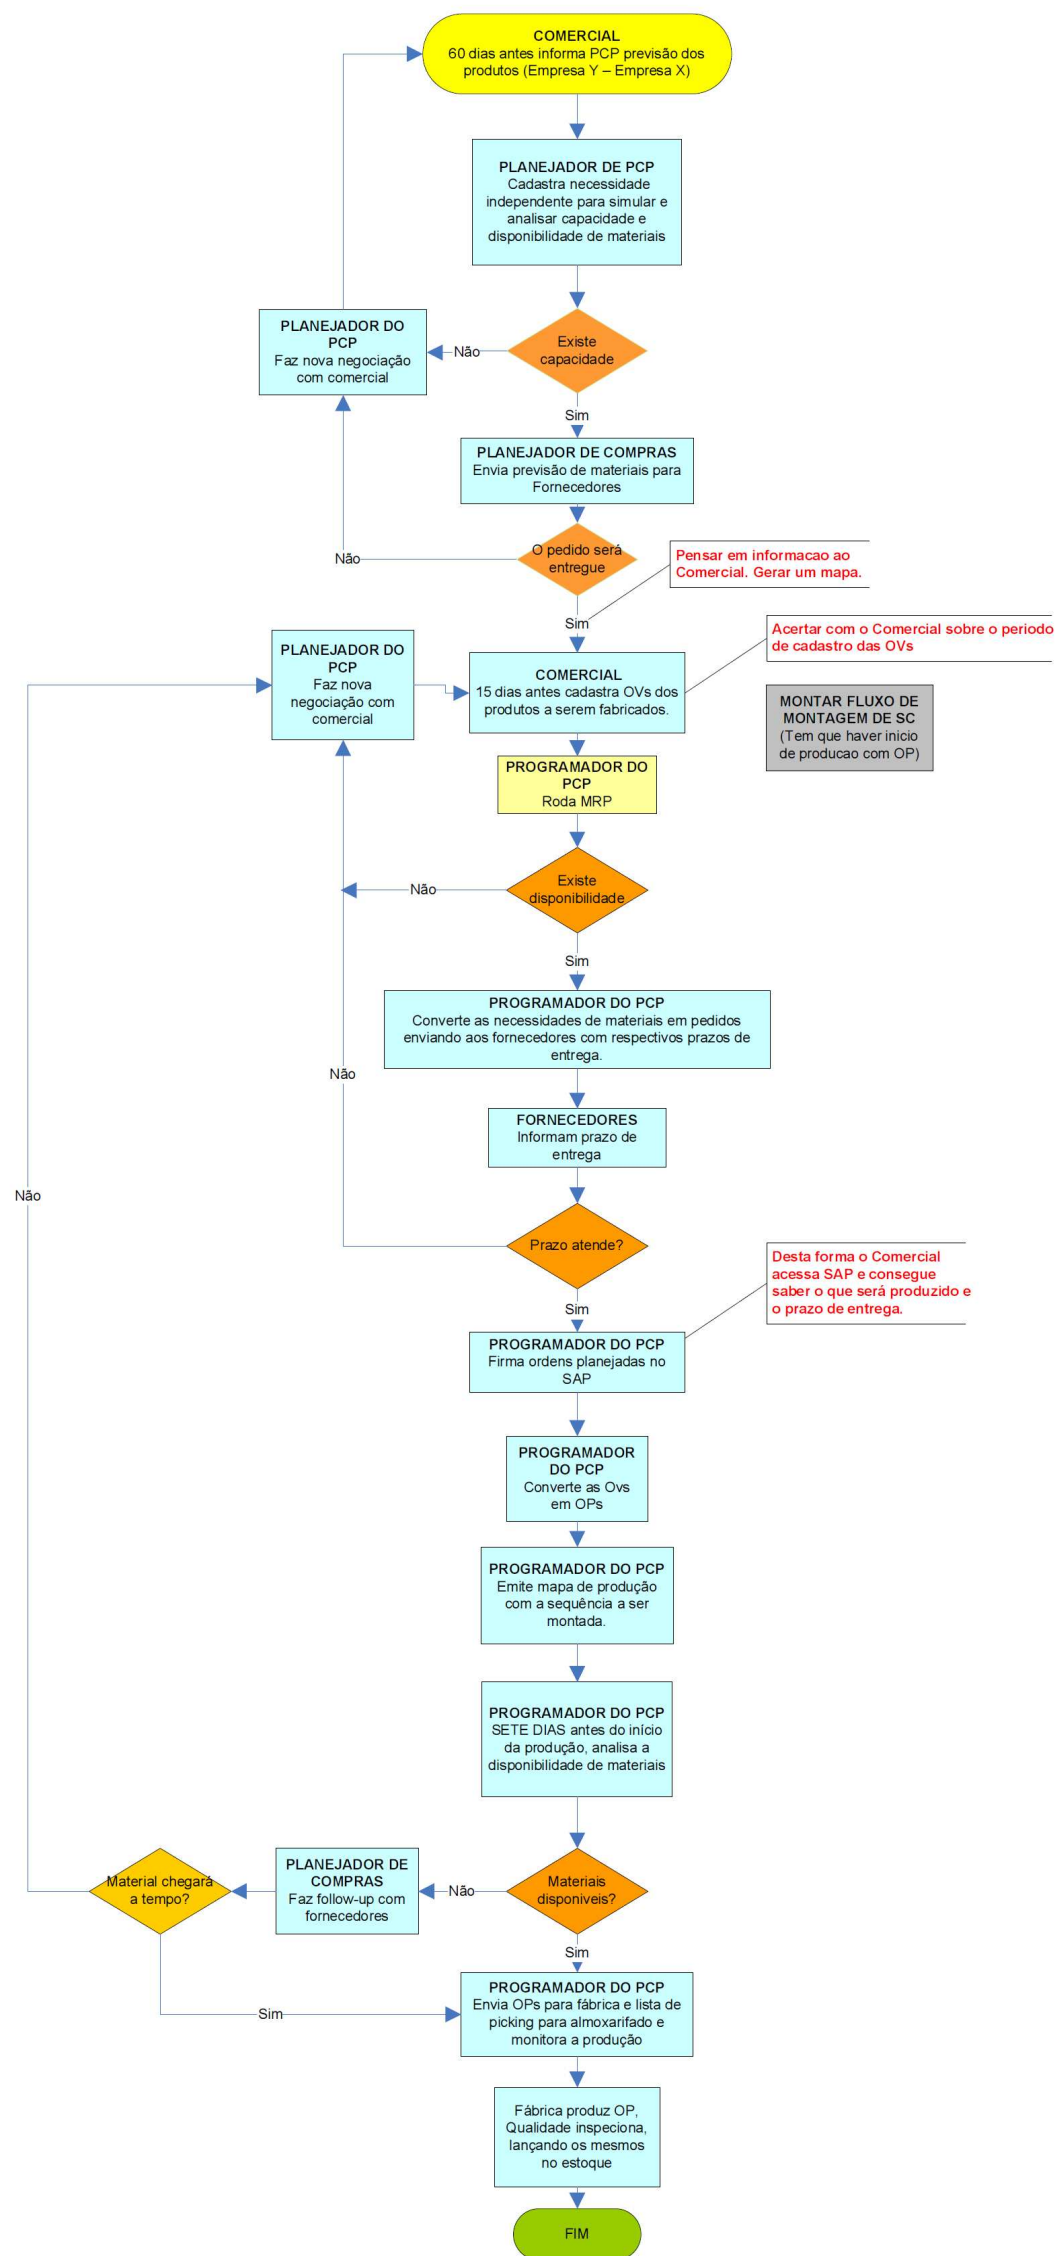 COMERCIAL
60 dias antes informa PCP previsão dos
produtos (Empresa Y – Empresa X)
PLANEJADOR DE PCP
Cadastra necessidade
independente para simular e
analisar capacidade e
disponibilidade de materiais
PLANEJADOR DO
PCP
Faz nova negociação
com comercial
Não
Existe
capacidade
Sim
PLANEJADOR DE COMPRAS
Envia previsão de materiais para
Fornecedores
Não
O pedido será
entregue
Pensar em informacao ao
Comercial. Gerar um mapa.
Sim
Acertar com o Comercial sobre o periodo
de cadastro das OVs
PLANEJADOR DO
PCP
Faz nova
negociação com
comercial
COMERCIAL
15 dias antes cadastra OVs dos
produtos a serem fabricados.
MONTAR FLUXO DE
MONTAGEM DE SC
(Tem que haver inicio
de producao com OP)
PROGRAMADOR DO
PCP
Roda MRP
Não
Existe
disponibilidade
Sim
PROGRAMADOR DO PCP
Converte as necessidades de materiais em pedidos
enviando aos fornecedores com respectivos prazos de
entrega.
Não
FORNECEDORES
Informam prazo de
entrega
Não
Prazo atende?
Desta forma o Comercial
acessa SAP e consegue
saber o que será produzido e
o prazo de entrega.
Sim
PROGRAMADOR DO PCP
Firma ordens planejadas no
SAP
PROGRAMADOR
DO PCP
Converte as Ovs
em OPs
PROGRAMADOR DO PCP
Emite mapa de produção
com a sequência a ser
montada.
PROGRAMADOR DO PCP
SETE DIAS antes do início
da produção, analisa a
disponibilidade de materiais
Material chegará
a tempo?
PLANEJADOR DE
COMPRAS
Faz follow-up com
fornecedores
Não
Materiais
disponiveis?
Sim
PROGRAMADOR DO PCP
Envia OPs para fábrica e lista de
picking para almoxarifado e
monitora a produção
Sim
Fábrica produz OP,
Qualidade inspeciona,
lançando os mesmos
no estoque
FIM